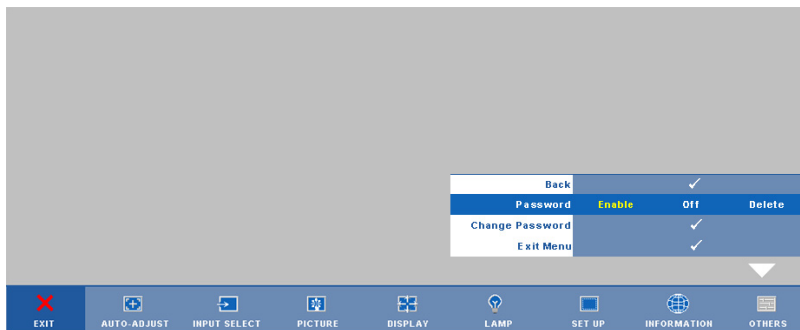 Back
Password Enable Off Delete
Change Password
Exit Menu
EXIT AUTO-ADJUST INPUT SELECT PICTURE DISPLAY LAMP SET UP INFORMATION OTHERS